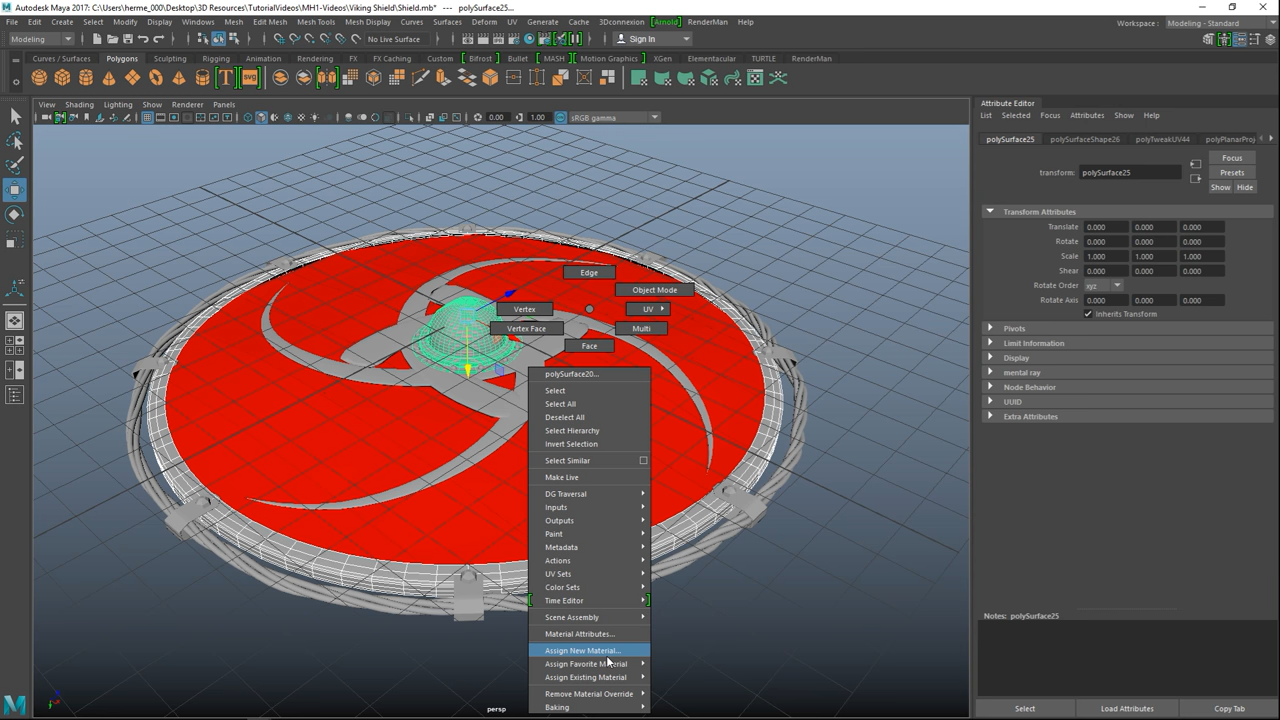 Autodesk Maya 2017: C:\Users\herme_000\Desktop\3D Resources\TutorialVideos\MH1-Videos\Viking Shield\Shield.mb* --- polySurface25...
File Edit Create Select Modify Display Windows Mesh Edit Mesh Mesh Tools Mesh Display Curves Surfaces Deform UV Generate Cache 3Dconnexion [Arnold] RenderMan Help
Workspace : Modeling - Standard
Modeling No Live Surface Sign In
Curves / Surfaces Polygons Sculpting Rigging Animation Rendering FX FX Caching Custom [ Bifrost ] Bullet [ MASH ] [ Motion Graphics ] XGen Elementacular TURTLE RenderMan
View Shading Lighting Show Renderer Panels
0.00 1.00 sRGB gamma
Edge
Object Mode
Vertex UV
Vertex Face Multi
Face
polySurface20...
Select
Select All
Deselect All
Select Hierarchy
Invert Selection
Select Similar
Make Live
DG Traversal
Inputs
Outputs
Paint
Metadata
Actions
UV Sets
Color Sets
Time Editor
Scene Assembly
Material Attributes...
Assign New Material...
Assign Favorite Material
Assign Existing Material
Remove Material Override
Baking
persp
Attribute Editor
List Selected Focus Attributes Show Help
polySurface25 polySurfaceShape26 polyTweakUV44 polyPlanarProj
Focus
transform: polySurface25 Presets
Show Hide
Transform Attributes
Translate 0.000 0.000 0.000
Rotate 0.000 0.000 0.000
Scale 1.000 1.000 1.000
Shear 0.000 0.000 0.000
Rotate Order xyz
Rotate Axis 0.000 0.000 0.000
Inherits Transform
Pivots
Limit Information
Display
mental ray
Node Behavior
UUID
Extra Attributes
Notes: polySurface25
Select Load Attributes Copy Tab